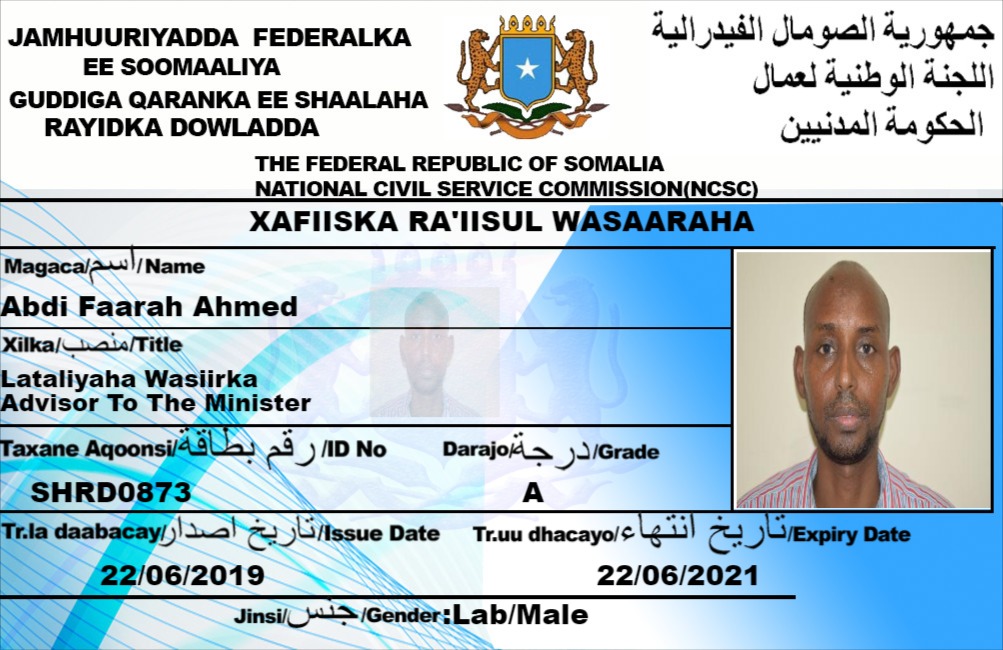 JAMHUURIYADDA FEDERALKA
EE SOOMAALIYA
GUDDIGA QARANKA EE SHAALAHA
RAYIDKA DOWLADDA
جمهورية الصومال الفيدرالية
اللجنة الوطنية لعمال
الحكومة المدنيين
THE FEDERAL REPUBLIC OF SOMALIA
NATIONAL CIVIL SERVICE COMMISSION(NCSC)
XAFIISKA RA'IISUL WASAARAHA
Magaca/اسم/Name
Abdi Faarah Ahmed
Xilka/منصب/Title
Lataliyaha Wasiirka
Advisor To The Minister
Taxane Aqoonsi/رقم بطاقة/ID No
SHRD0873
Darajo/درجة/Grade
A
Tr.la daabacay/تاريخ اصدار/Issue Date
22/06/2019
Tr.uu dhacayo/تاريخ انتهاء/Expiry Date
22/06/2021
Jinsi/جنس/Gender:Lab/Male